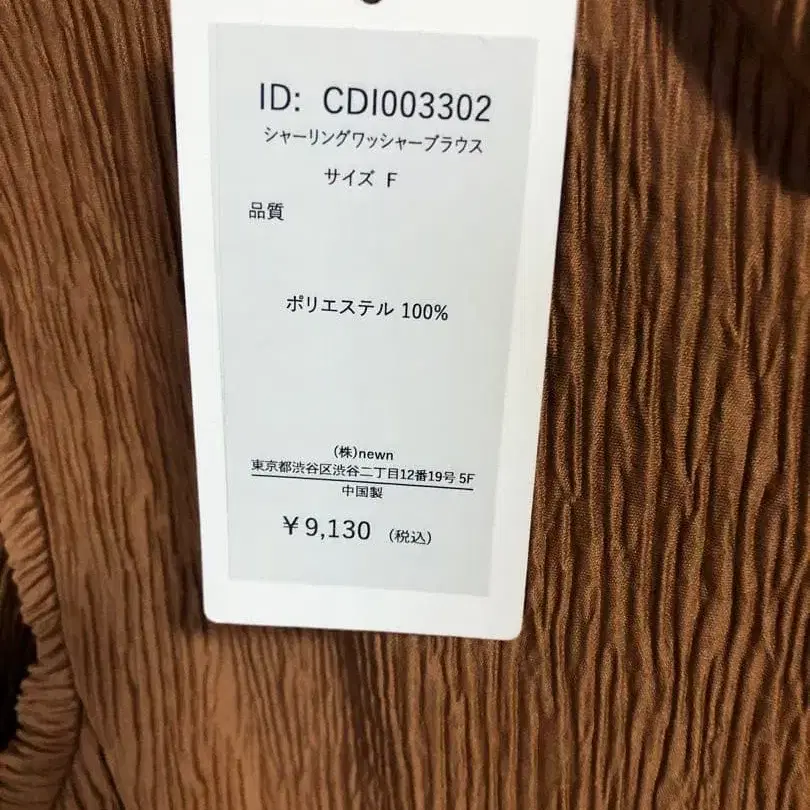 ID: CDI003302
シャーリングワッシャーブラウス
サイズ F
品質
ポリエステル 100%
(株)newn
東京都渋谷区渋谷二丁目12番19号 5F
中国製
￥9,130 (税込)